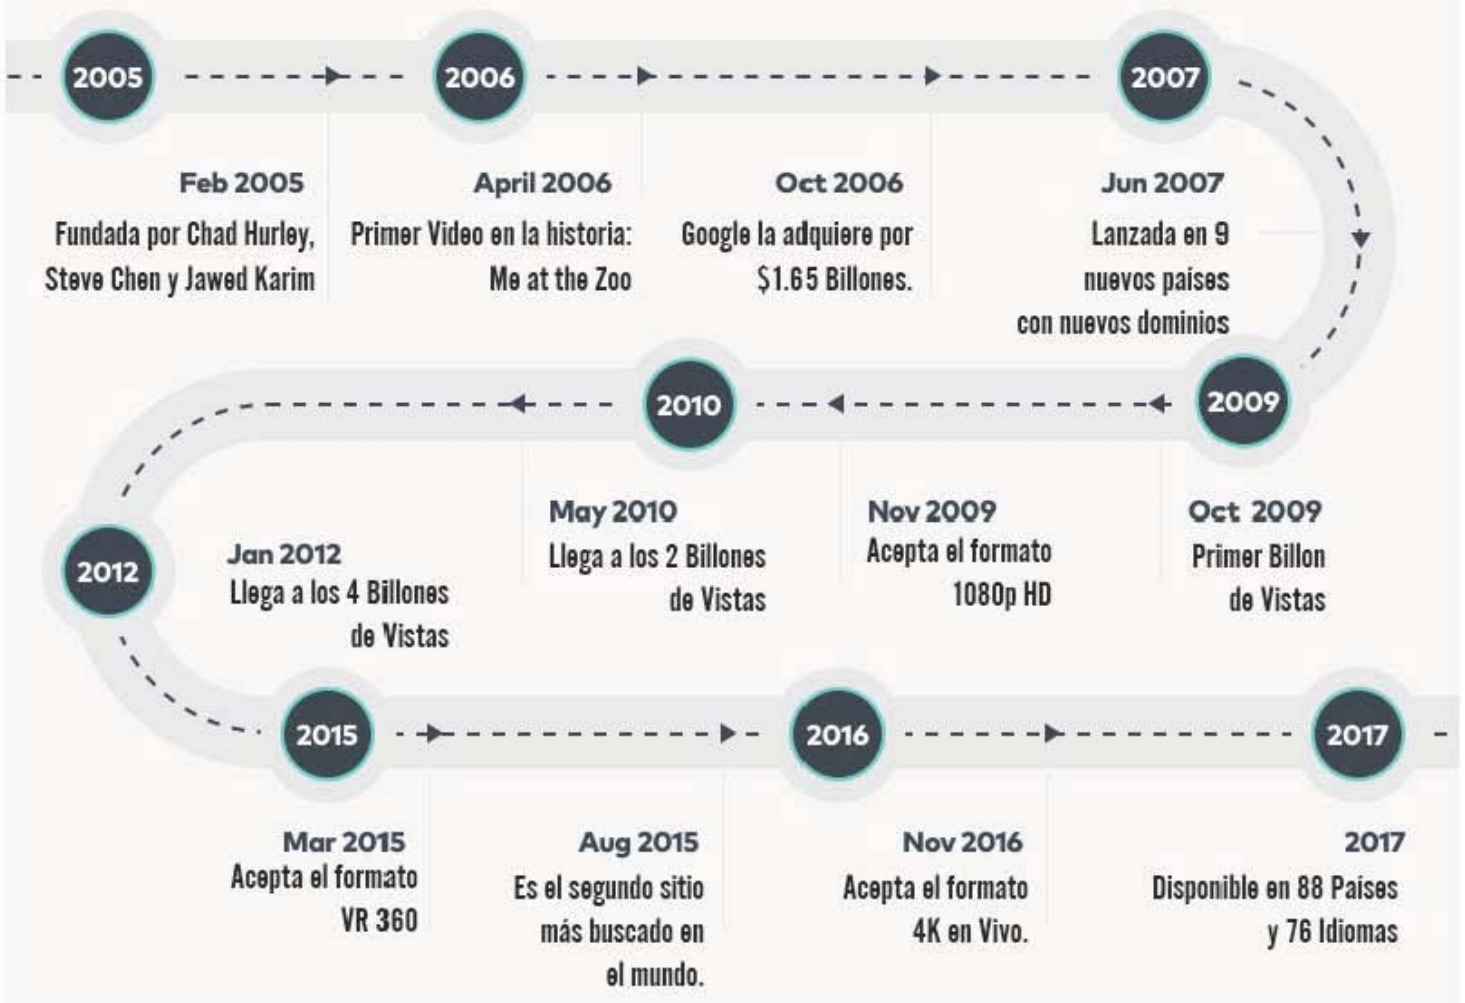 2005
2006
2007
Feb 2005
Fundada por Chad Hurley,
Steve Chen y Jawed Karim
April 2006
Primer Video en la historia:
Me at the Zoo
Oct 2006
Google la adquiere por
$1.65 Billones.
Jun 2007
Lanzada en 9
nuevos países
con nuevos dominios
2009
2010
2012
Oct 2009
Primer Billon
de Vistas
Nov 2009
Acepta el formato
1080p HD
May 2010
Llega a los 2 Billones
de Vistas
Jan 2012
Llega a los 4 Billones
de Vistas
2015
2016
2017
Mar 2015
Acepta el formato
VR 360
Aug 2015
Es el segundo sitio
más buscado en
el mundo.
Nov 2016
Acepta el formato
4K en Vivo.
2017
Disponible en 88 Países
y 76 Idiomas